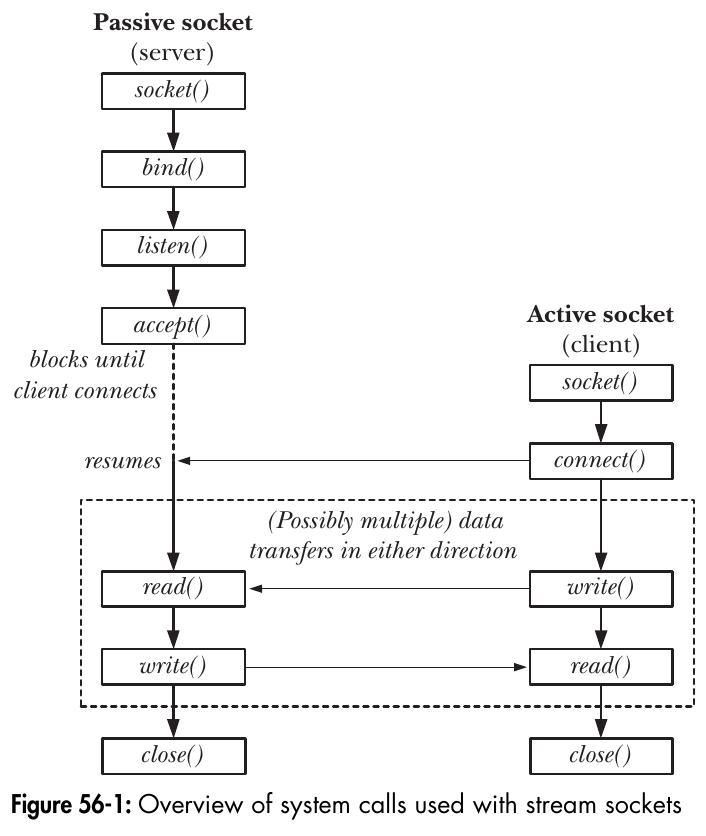 Passive socket
(server)
socket()
bind()
listen()
accept()
blocks until
client connects
resumes
Active socket
(client)
socket()
connect()
(Possibly multiple) data
transfers in either direction
read()
write()
write()
read()
close()
close()
Figure 56-1: Overview of system calls used with stream sockets